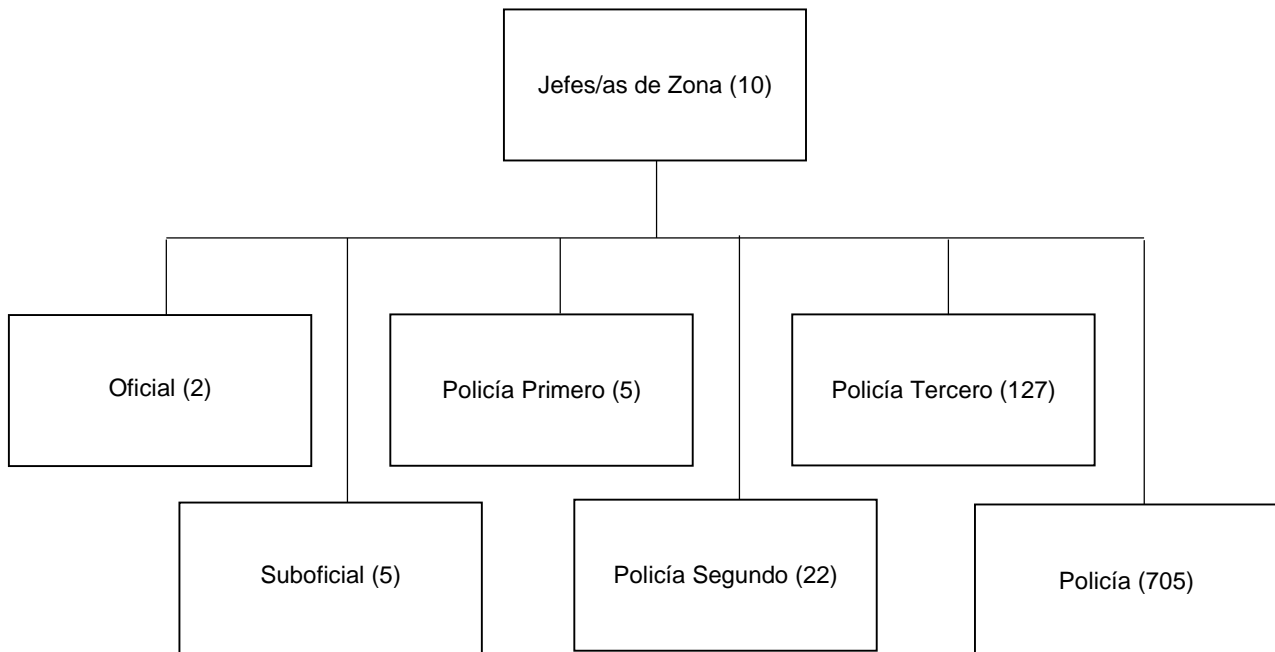 Jefes/as de Zona (10)
Oficial (2)
Policía Primero (5)
Policía Tercero (127)
Suboficial (5)
Policía Segundo (22)
Policía (705)